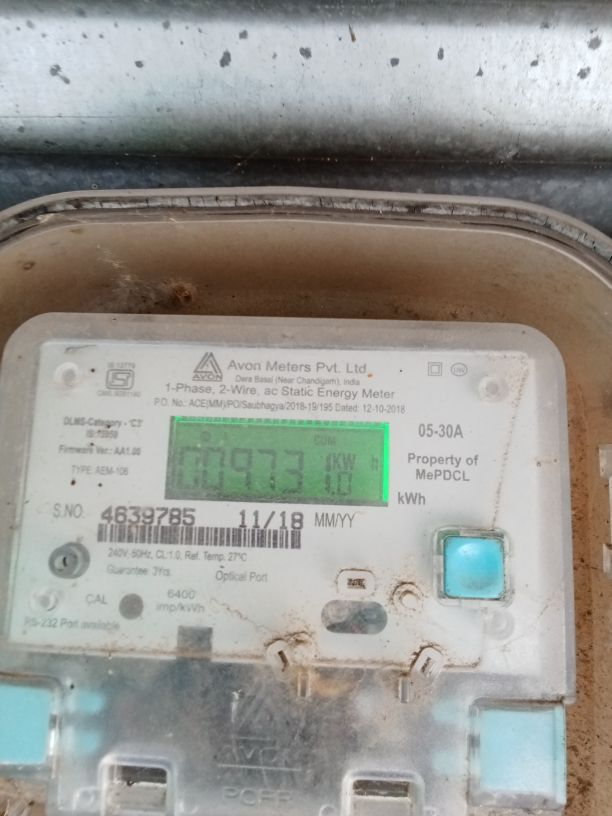 IS 13779
AVON
Avon Meters Pvt. Ltd
Dera Bassi (Near Chandigarh), India
1-Phase, 2-Wire, ac Static Energy Meter
P.O. No.: ACE(MM)/PO/Saubhagya/2018-19/195 Dated: 12-10-2018
DLMS-Category - 'C3'
IS:15959
Firmware Ver.: AA1.00
TYPE: AEM-106
CUM
KW h
05-30A
Property of
MePDCL
kWh
S.NO. 4639785 11/18 MM/YY
240V, 50Hz, CL:1.0, Ref. Temp. 27°C
Guarantee 3Yrs. Optical Port
CAL 6400
imp/kWh
RS-232 Port available
AVON